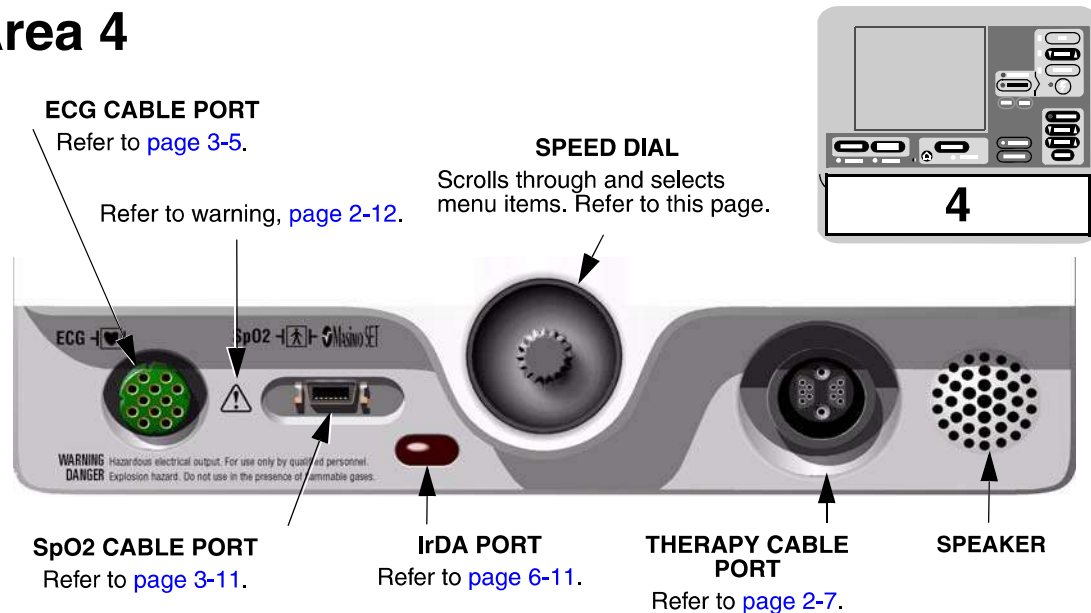 Area 4
ECG CABLE PORT
Refer to page 3-5.
Refer to warning, page 2-12.
SPEED DIAL
Scrolls through and selects
menu items. Refer to this page.
4
ECG
SpO2 Masimo SET
WARNING Hazardous electrical output. For use only by qualified personnel.
DANGER Explosion hazard. Do not use in the presence of flammable gases.
SpO2 CABLE PORT
Refer to page 3-11.
IrDA PORT
Refer to page 6-11.
THERAPY CABLE
PORT
Refer to page 2-7.
SPEAKER